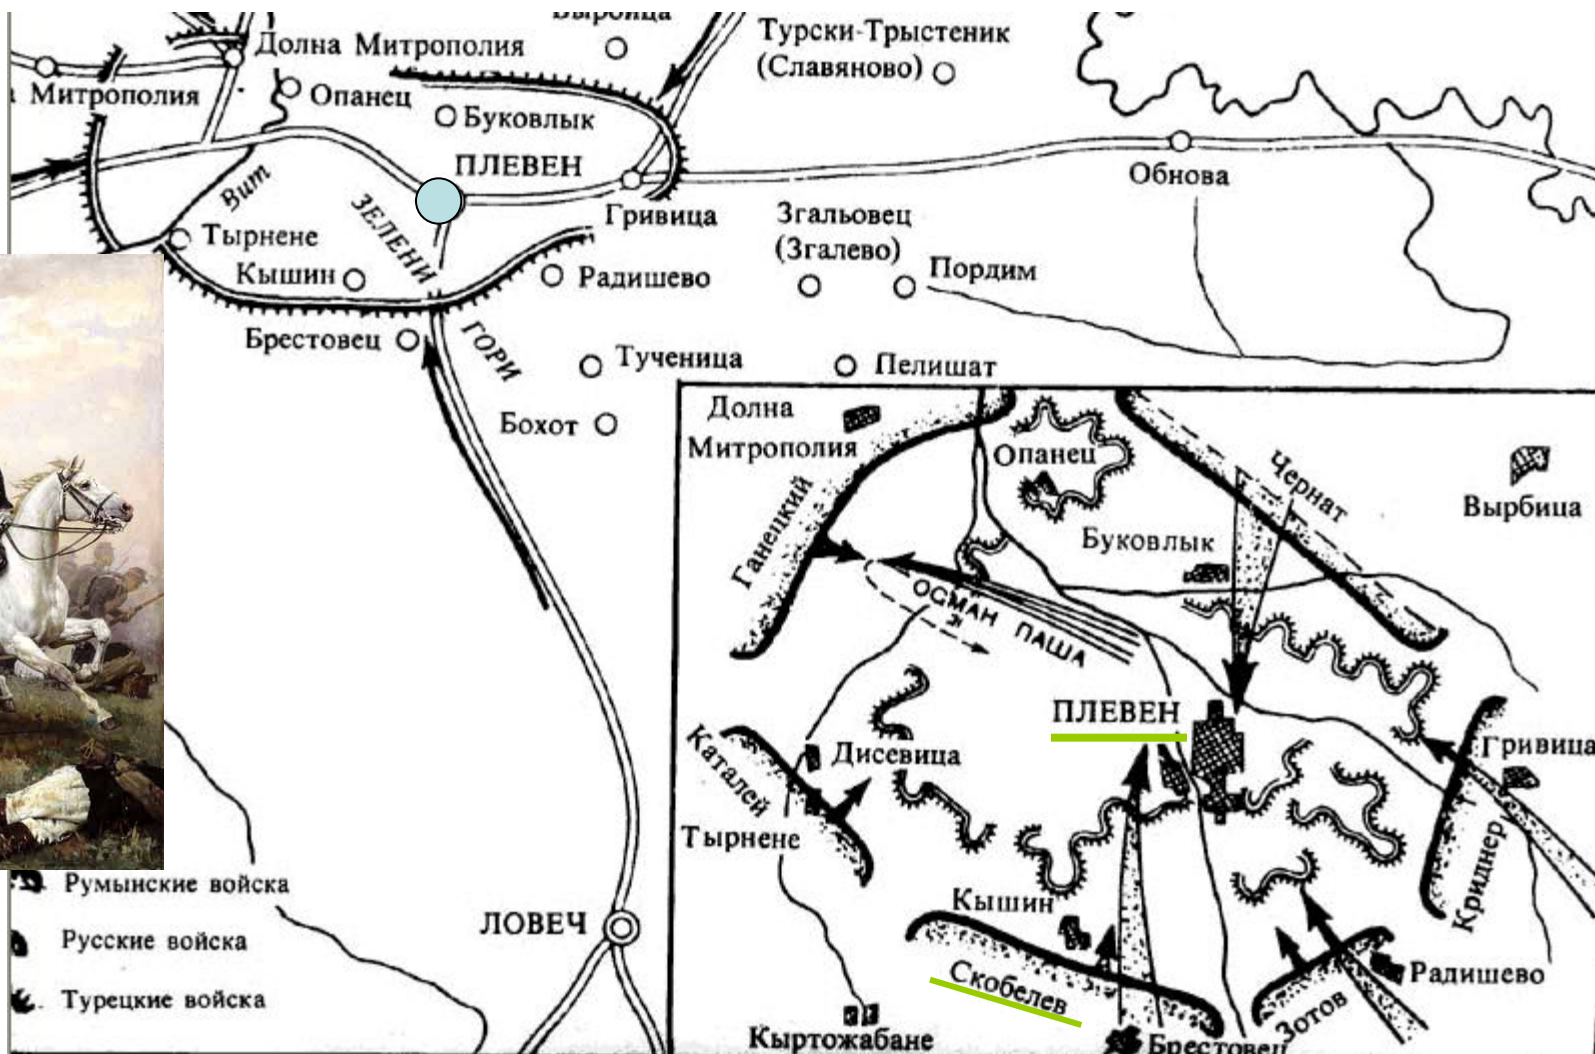 Вырбица
Долна Митрополия
Турски-Трыстеник
(Славяново)
Митрополия
Опанец
Буковлык
ПЛЕВЕН
Обнова
Вит
ЗЕЛЕНИ
ГОРИ
Гривица
Згальовец
(Згалево)
Пордим
Тырнене
Кышин
Радишево
Брестовец
Тученица
Пелишат
Бохот
ЛОВЕЧ
Румынские войска
Русские войска
Турецкие войска
Долна
Митрополия
Опанец
Чернат
Вырбица
Ганецкий
Буковлык
ОСМАН ПАША
ПЛЕВЕН
Гривица
Каталей
Дисевица
Тырнене
Криднер
Кышин
Скобелев
Радишево
Зотов
Кыртожабане
Брестовец